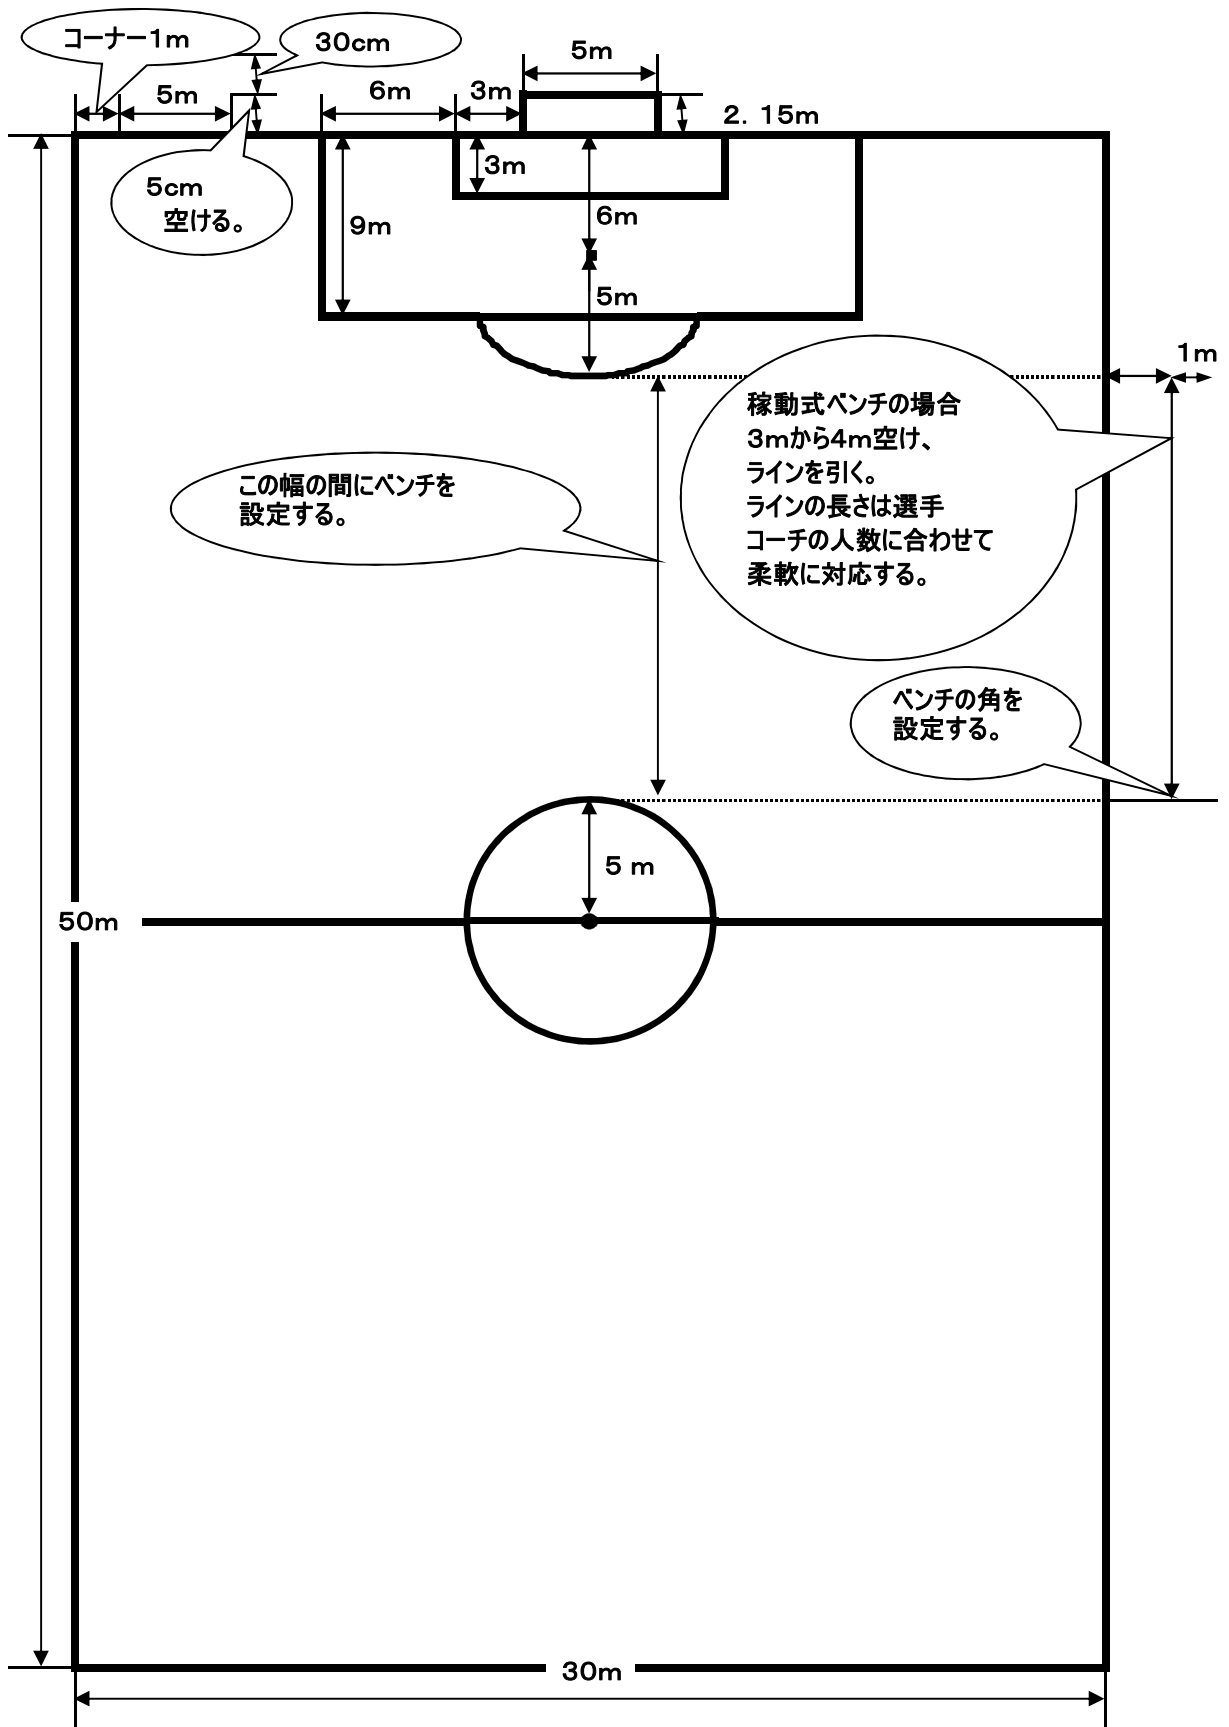 コーナー1m
30cm
5m
5m
6m
3m
2．15m
5cm
空ける。
3m
9m
6m
5m
1m
稼動式ベンチの場合
3mから4m空け、
ラインを引く。
ラインの長さは選手
コーチの人数に合わせて
柔軟に対応する。
この幅の間にベンチを
設定する。
ベンチの角を
設定する。
5 m
50m
30m